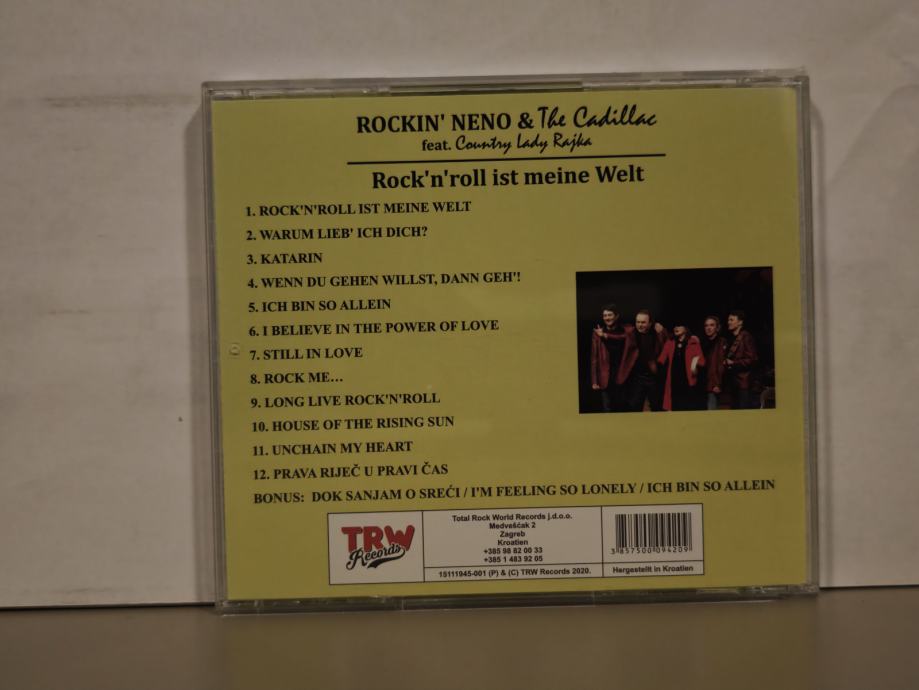 ROCKIN' NENO & The Cadillac
feat. Country Lady Rajka
Rock'n'roll ist meine Welt
1. ROCK'N'ROLL IST MEINE WELT
2. WARUM LIEB' ICH DICH?
3. KATARIN
4. WENN DU GEHEN WILLST, DANN GEH'!
5. ICH BIN SO ALLEIN
6. I BELIEVE IN THE POWER OF LOVE
7. STILL IN LOVE
8. ROCK ME...
9. LONG LIVE ROCK'N'ROLL
10. HOUSE OF THE RISING SUN
11. UNCHAIN MY HEART
12. PRAVA RIJEČ U PRAVI ČAS
BONUS: DOK SANJAM O SREĆI / I'M FEELING SO LONELY / ICH BIN SO ALLEIN
TRW
Records
Total Rock World Records j.d.o.o.
Medveščak 2
Zagreb
Kroatien
+385 98 82 00 33
+385 1 483 92 05
15111945-001 (P) & (C) TRW Records 2020.
3 857500 094209
Hergestellt in Kroatien